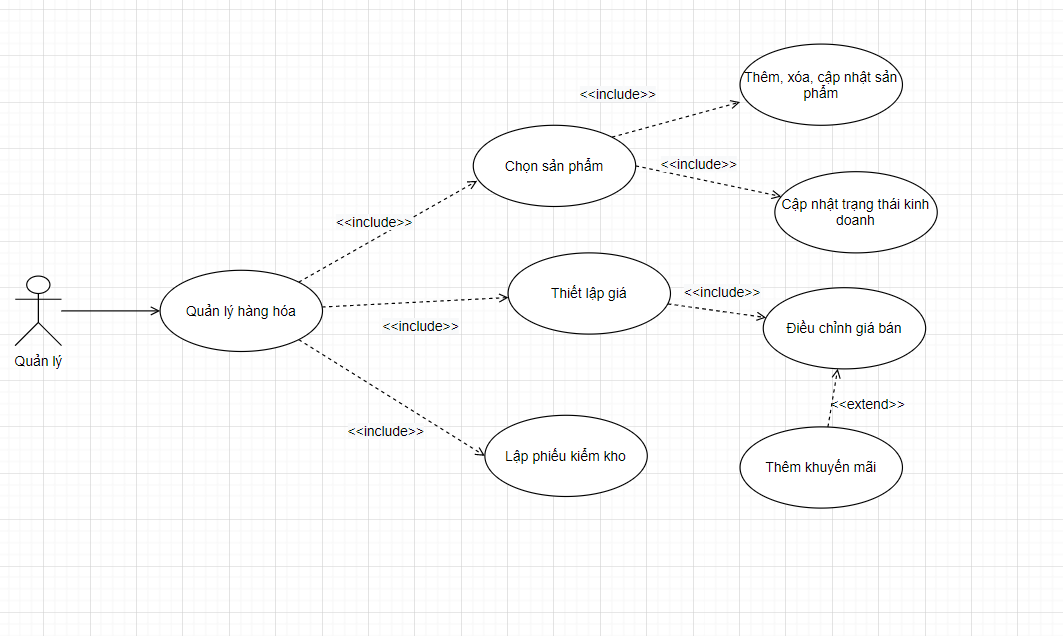 Thêm, xóa, cập nhật sản
phẩm
<<include>>
Chọn sản phẩm
<<include>>
Cập nhật trạng thái kinh
doanh
<<include>>
Thiết lập giá
<<include>>
Quản lý hàng hóa
<<include>>
Điều chỉnh giá bán
Quản lý
<<extend>>
<<include>>
Lập phiếu kiểm kho
Thêm khuyến mãi